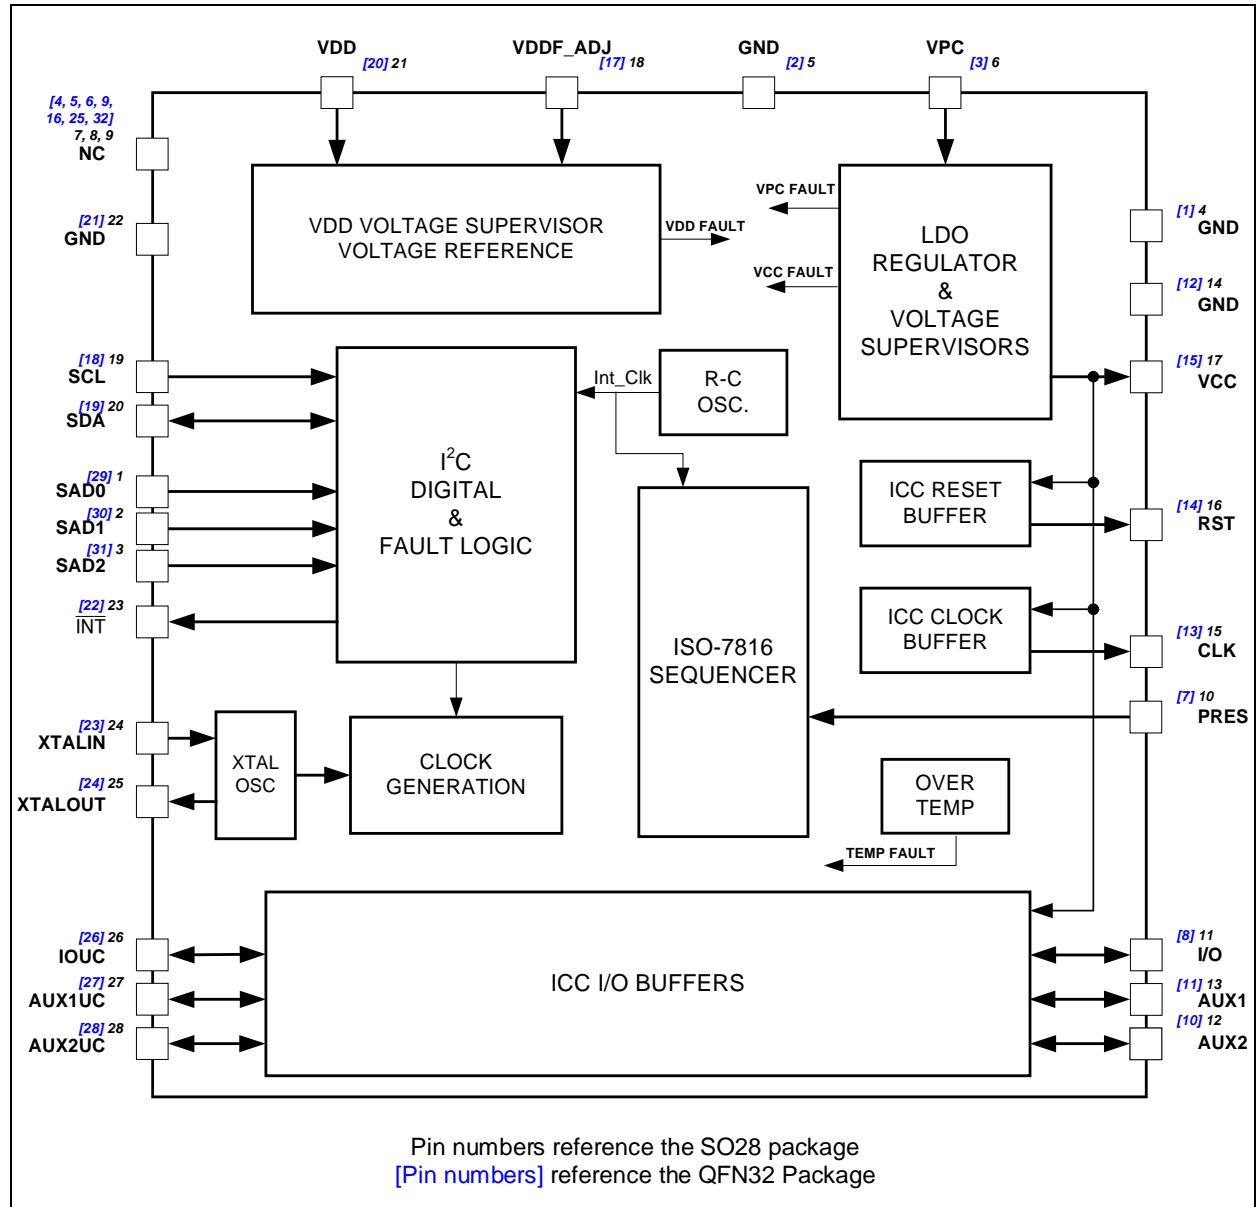 VDD
[20] 21
VDDF_ADJ
[17] 18
GND
[2] 5
VPC
[3] 6
[4, 5, 6, 9,
16, 25, 32]
7, 8, 9
NC
[21] 22
GND
VDD VOLTAGE SUPERVISOR
VOLTAGE REFERENCE
VDD FAULT
VPC FAULT
VCC FAULT
LDO
REGULATOR
&
VOLTAGE
SUPERVISORS
[1] 4
GND
[12] 14
GND
[15] 17
VCC
[18] 19
SCL
[19] 20
SDA
[29] 1
SAD0
[30] 2
SAD1
[31] 3
SAD2
[22] 23
INT
I2C
DIGITAL
&
FAULT LOGIC
Int_Clk
R-C
OSC.
ISO-7816
SEQUENCER
ICC RESET
BUFFER
[14] 16
RST
ICC CLOCK
BUFFER
[13] 15
CLK
[7] 10
PRES
[23] 24
XTALIN
[24] 25
XTALOUT
XTAL
OSC
CLOCK
GENERATION
OVER
TEMP
TEMP FAULT
[26] 26
IOUC
[27] 27
AUX1UC
[28] 28
AUX2UC
ICC I/O BUFFERS
[8] 11
I/O
[11] 13
AUX1
[10] 12
AUX2
Pin numbers reference the SO28 package
[Pin numbers] reference the QFN32 Package